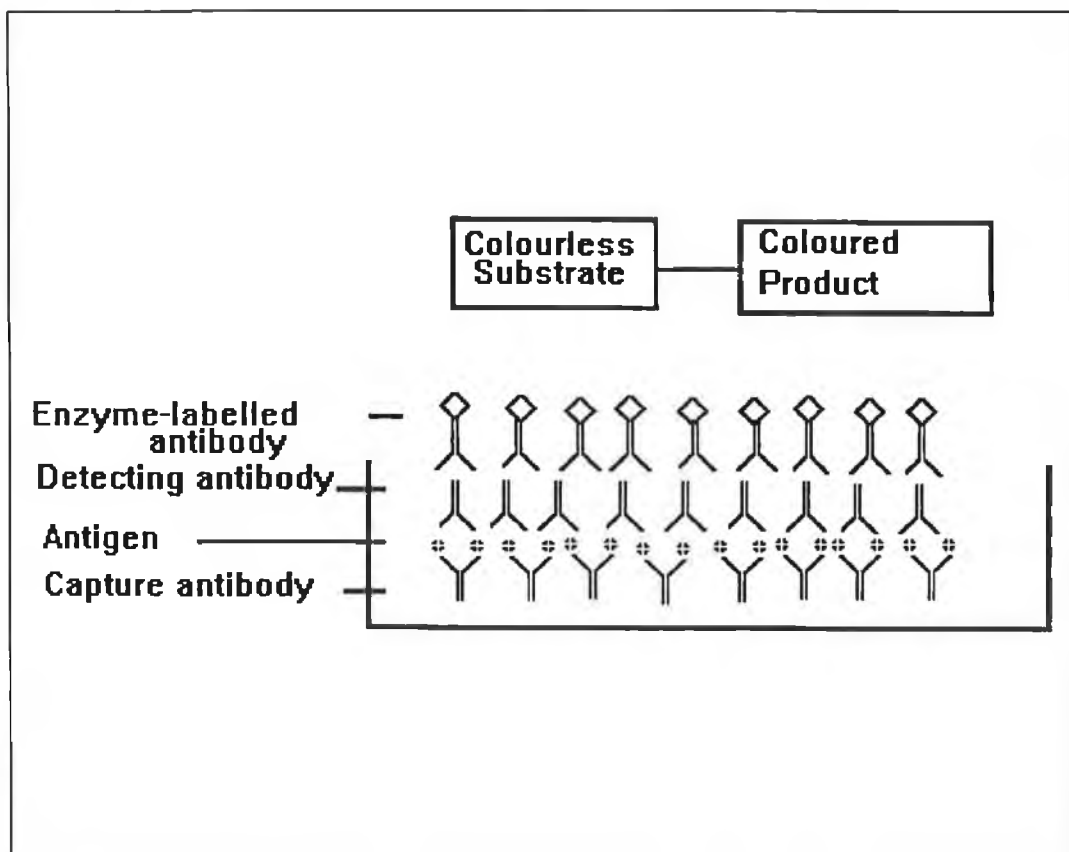 Colourless
Substrate
Coloured
Product
Enzyme-labelled
antibody
Detecting antibody
Antigen
Capture antibody